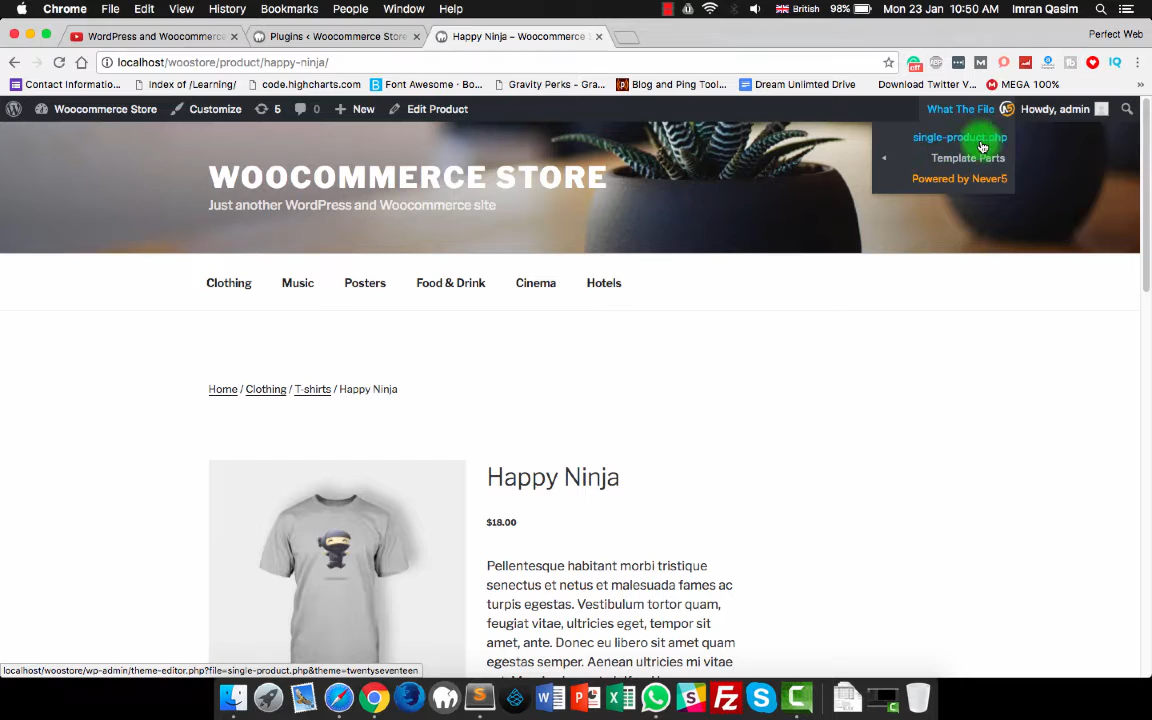 Chrome File Edit View History Bookmarks People Window Help British 98% Mon 23 Jan 10:50 AM Imran Qasim
WordPress and Woocommerce Plugins ‹ Woocommerce Store Happy Ninja – Woocommerce S Perfect Web
localhost/woostore/product/happy-ninja/
Contact Informatio... Index of /Learning/ code.highcharts.com Font Awesome · Bo... Gravity Perks - Gra... Blog and Ping Tool... Dream Unlimted Drive Download Twitter V... MEGA 100% »
Woocommerce Store Customize 5 0 New Edit Product What The File Howdy, admin
single-product.php
Template Parts
Powered by Never5
WOOCOMMERCE STORE
Just another WordPress and Woocommerce site
Clothing Music Posters Food & Drink Cinema Hotels
Home / Clothing / T-shirts / Happy Ninja
Happy Ninja
$18.00
Pellentesque habitant morbi tristique
senectus et netus et malesuada fames ac
turpis egestas. Vestibulum tortor quam,
feugiat vitae, ultricies eget, tempor sit
amet, ante. Donec eu libero sit amet quam
egestas semper. Aenean ultricies mi vitae
localhost/woostore/wp-admin/theme-editor.php?file=single-product.php&theme=twentyseventeen